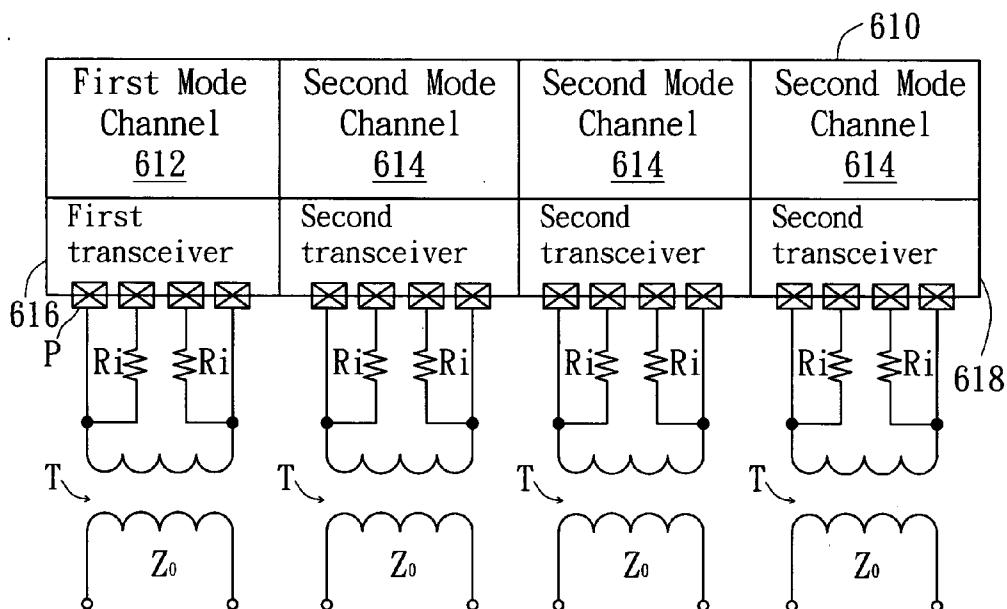 610
First Mode Channel 612
Second Mode Channel 614
Second Mode Channel 614
Second Mode Channel 614
First transceiver
Second transceiver
Second transceiver
Second transceiver
616
P
618
Ri Ri Ri Ri Ri Ri Ri Ri
T T T T
Z0 Z0 Z0 Z0